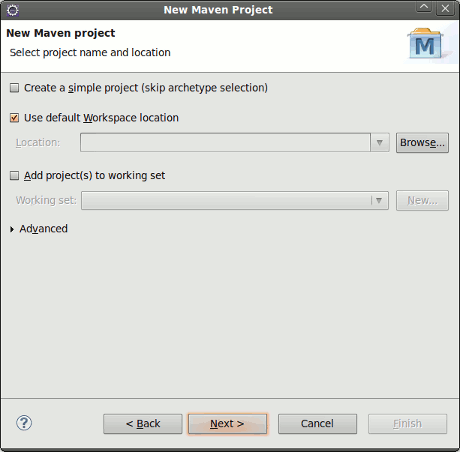 New Maven Project
New Maven project
Select project name and location
M
Create a simple project (skip archetype selection)
Use default Workspace location
Location:
Browse...
Add project(s) to working set
Working set:
New...
Advanced
?
< Back
Next >
Cancel
Finish